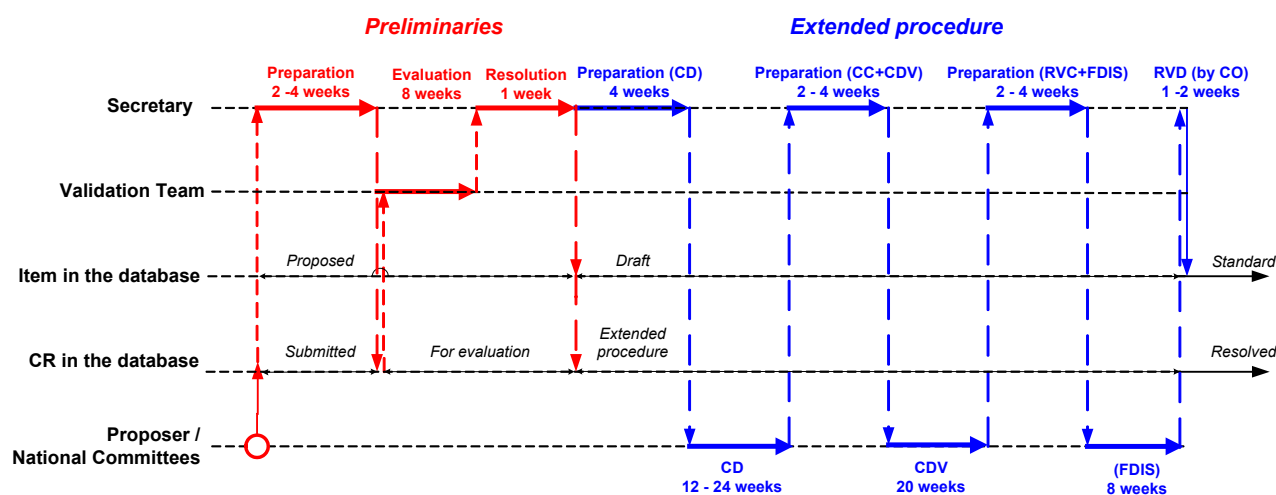 Preliminaries
Extended procedure
Preparation
2 -4 weeks
Evaluation
8 weeks
Resolution
1 week
Preparation (CD)
4 weeks
Preparation (CC+CDV)
2 - 4 weeks
Preparation (RVC+FDIS)
2 - 4 weeks
RVD (by CO)
1 -2 weeks
Secretary
Validation Team
Item in the database
Proposed
Draft
Standard
CR in the database
Submitted
For evaluation
Extended
procedure
Resolved
Proposer /
National Committees
CD
12 - 24 weeks
CDV
20 weeks
(FDIS)
8 weeks